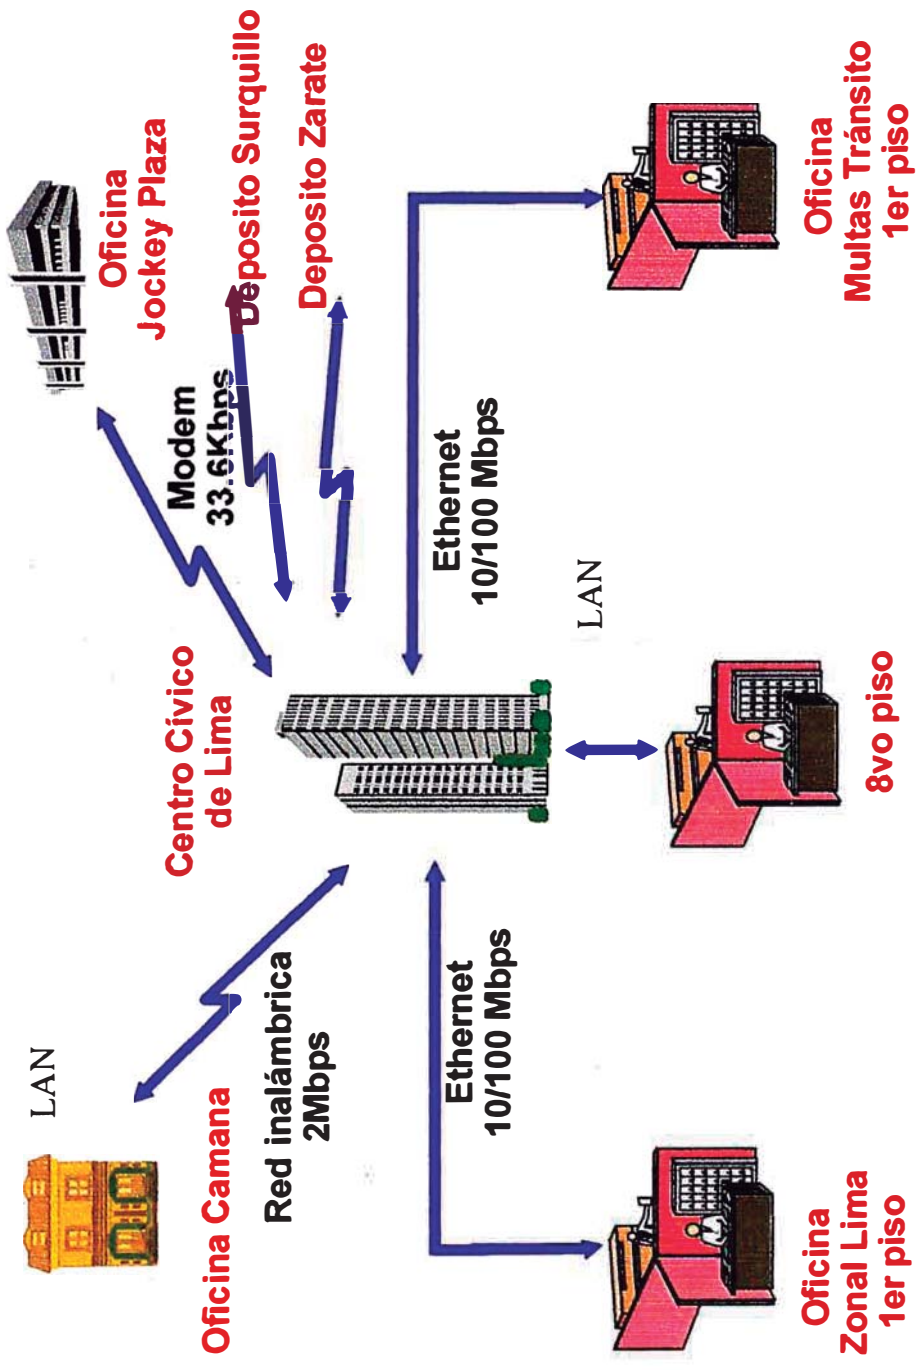 LAN
Oficina Camana
Red inalámbrica
2Mbps
Centro Cívico
de Lima
Oficina
Jockey Plaza
Modem
33.6Kbps
Deposito Surquillo
Deposito Zarate
Ethernet
10/100 Mbps
Ethernet
10/100 Mbps
LAN
Oficina
Zonal Lima
1er piso
8vo piso
Oficina
Multas Tránsito
1er piso